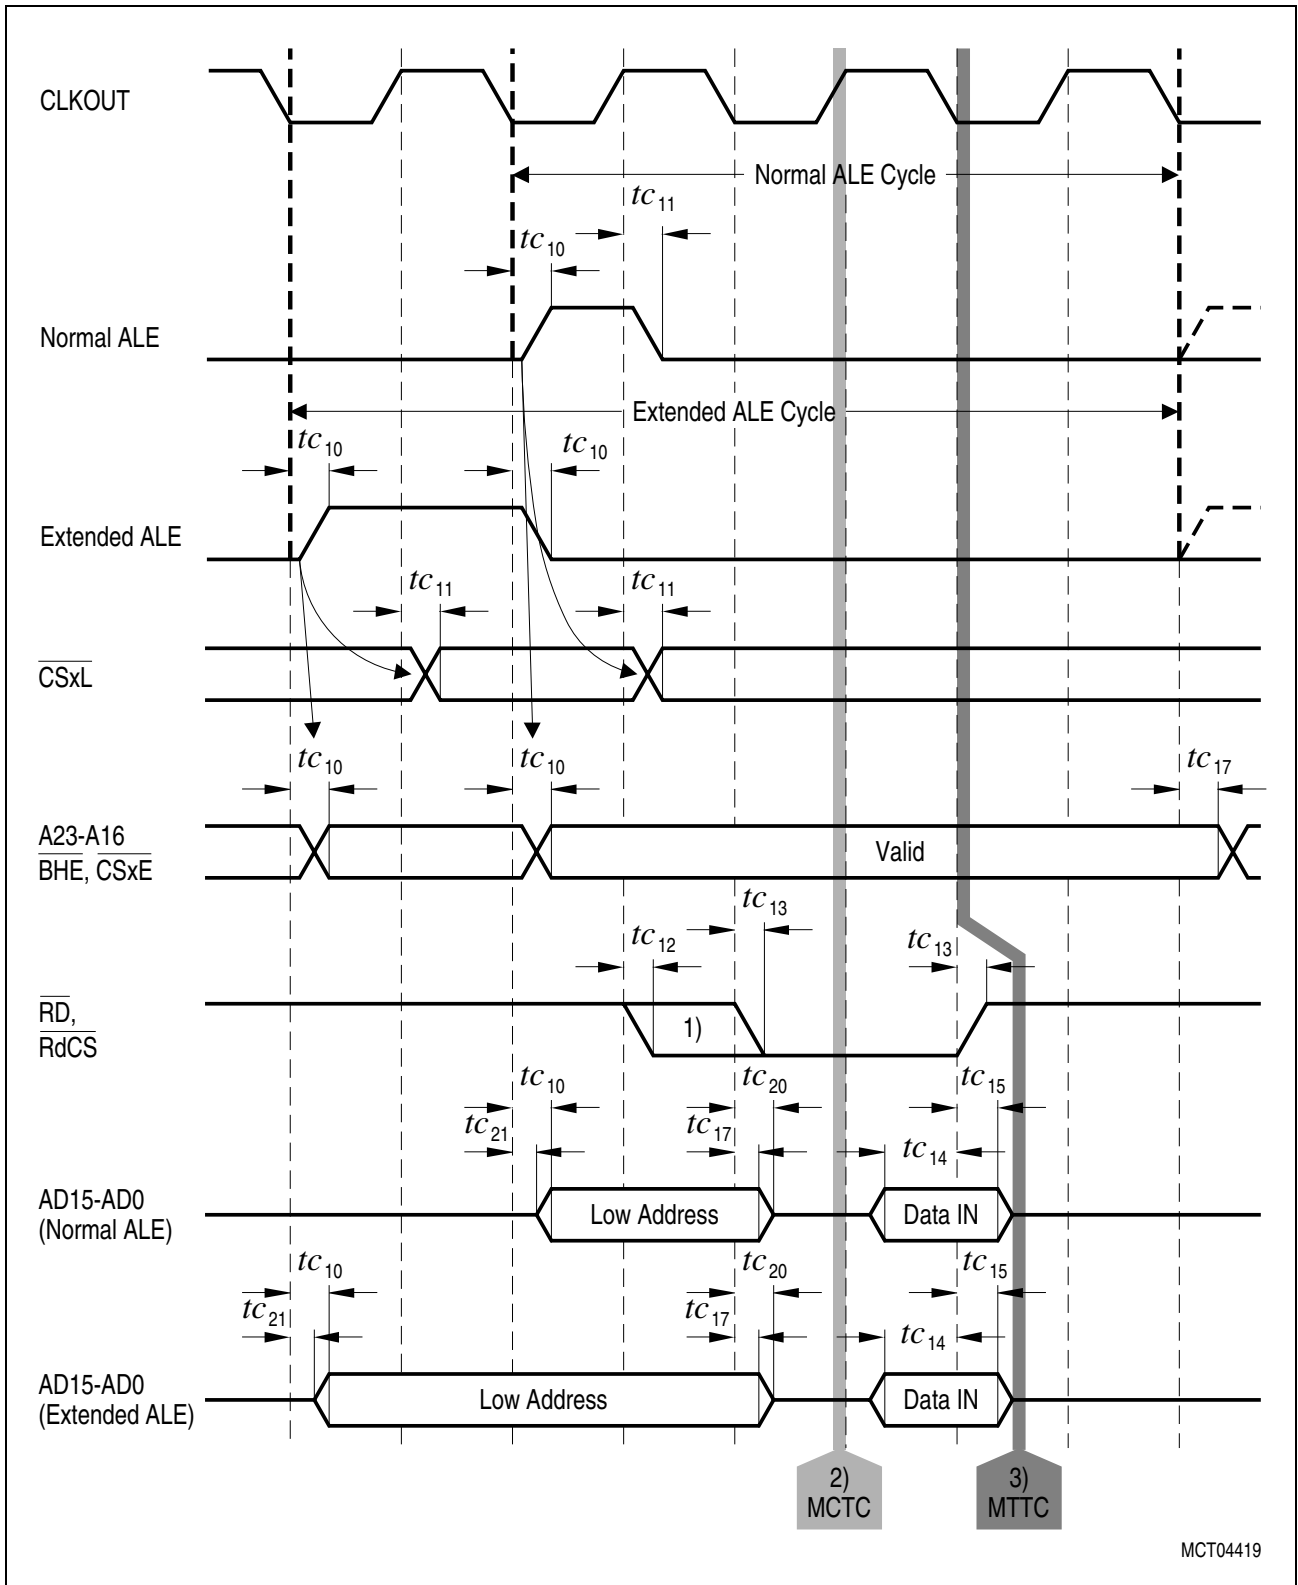 CLKOUT
Normal ALE Cycle
tc11
tc10
Normal ALE
Extended ALE Cycle
tc10
tc10
Extended ALE
tc11
tc11
CSxL
tc10
tc10
tc17
A23-A16
BHE, CSxE
Valid
tc13
tc12
tc13
RD,
RdCS
1)
tc10
tc20
tc15
tc21
tc17
tc14
AD15-AD0
(Normal ALE)
Low Address
Data IN
tc10
tc20
tc15
tc21
tc17
tc14
AD15-AD0
(Extended ALE)
Low Address
Data IN
2)
MCTC
3)
MTTC
MCT04419